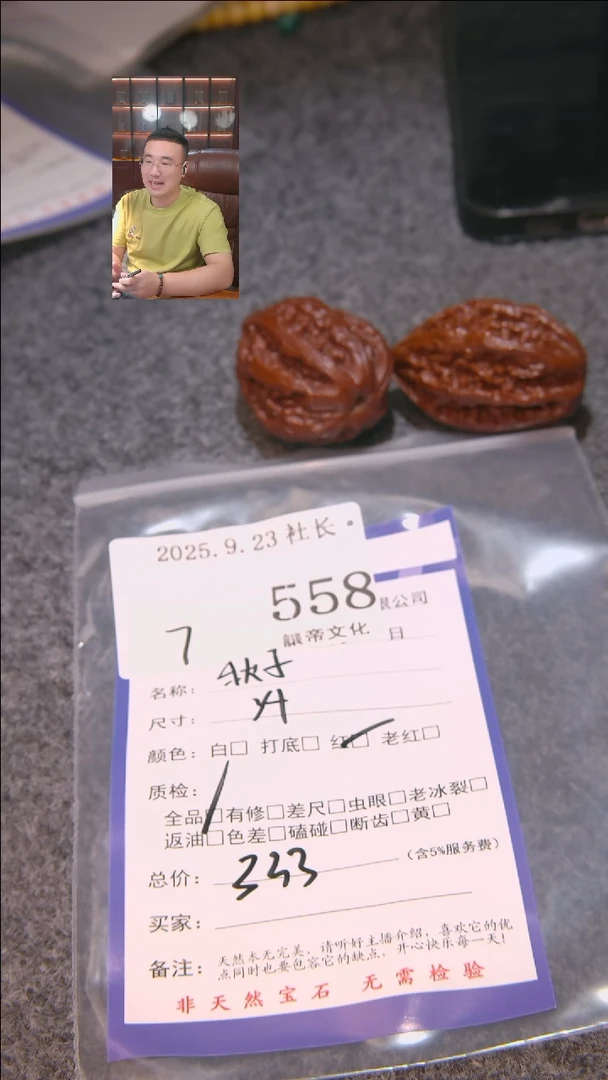 2025.9.23 社长
558
限公司
7
麒帝文化
日
名称：
尺寸：
颜色：白□ 打底□ 红□ 老红□
质检：
全品□有修□差尺□虫眼□老冰裂□
返油□色差□磕碰□断齿□黄□
总价：333（含5%服务费）
买家：
备注：天然本无完美，请听好主播介绍，喜欢它的优
点同时也要包容它的缺点，开心快乐每一天！
非天然宝石 无需检验